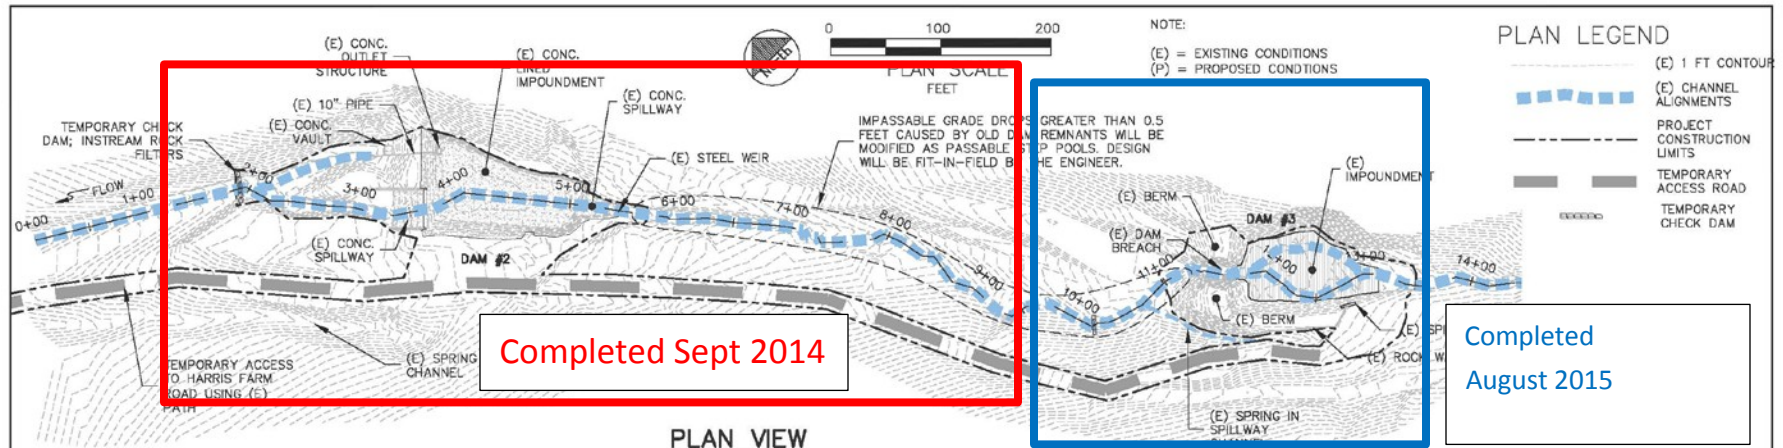 0 100 200
PLAN SCALE
FEET
North
NOTE:
(E) = EXISTING CONDITIONS
(P) = PROPOSED CONDTIONS
PLAN LEGEND
(E) 1 FT CONTOUR
(E) CHANNEL
ALIGNMENTS
PROJECT
CONSTRUCTION
LIMITS
TEMPORARY
ACCESS ROAD
TEMPORARY
CHECK DAM
(E) CONC.
OUTLET
STRUCTURE
(E) CONC.
LINED
IMPOUNDMENT
(E) 10" PIPE
(E) CONC.
VAULT
(E) CONC.
SPILLWAY
TEMPORARY CHECK
DAM; INSTREAM ROCK
FILTERS
(E) STEEL WEIR
IMPASSABLE GRADE DROPS GREATER THAN 0.5
FEET CAUSED BY OLD DAM REMNANTS WILL BE
MODIFIED AS PASSABLE STEP POOLS. DESIGN
WILL BE FIT-IN-FIELD BY THE ENGINEER.
(E)
IMPOUNDMENT
(E) BERM
DAM #3
(E) DAM
BREACH
FLOW
0+00
1+00
2+00
3+00
4+00
5+00
6+00
7+00
8+00
9+00
10+00
11+00
14+00
(E) CONC.
SPILLWAY
DAM #2
(E) BERM
(E) ROCK
(E) SPRING
CHANNEL
TEMPORARY ACCESS
TO HARRIS FARM
ROAD USING (E)
PATH
(E) SPRING IN
SPILLWAY
CHANNEL
Completed Sept 2014
Completed
August 2015
PLAN VIEW